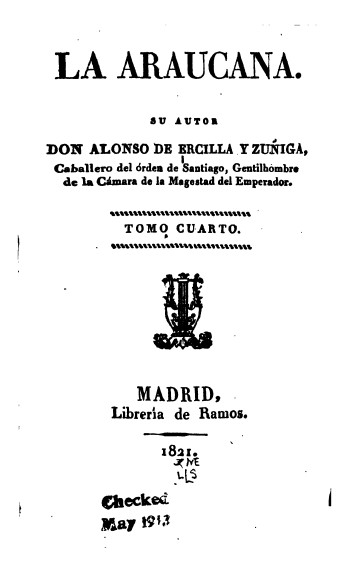 LA ARAUCANA.
SU AUTOR
DON ALONSO DE ERCILLA Y ZUÑIGA,
Caballero del órden de Santiago, Gentilhombre
de la Cámara de la Magestad del Emperador.
TOMO CUARTO.
MADRID,
Librería de Ramos.
1821.
Checked
May 1913